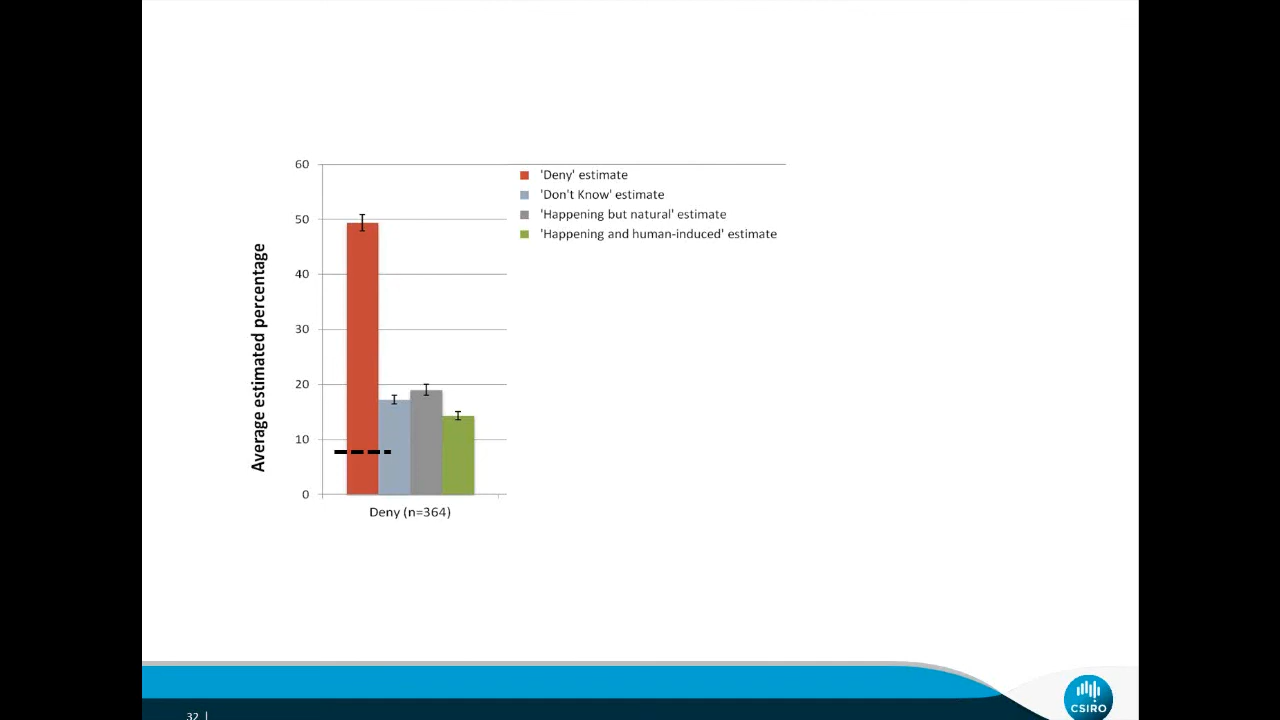 60
50
40
30
20
10
0
Average estimated percentage
'Deny' estimate
'Don't Know' estimate
'Happening but natural' estimate
'Happening and human-induced' estimate
Deny (n=364)
32 |
CSIRO